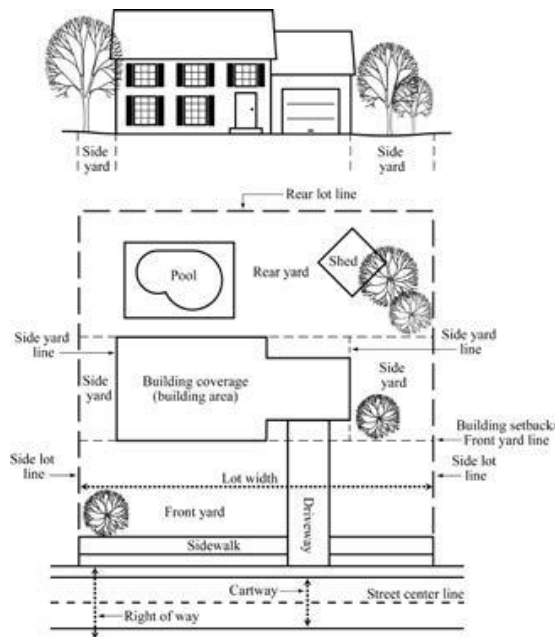 Side
yard
Side
yard
Rear lot line
Pool
Rear yard
Shed
Side yard
line
Side yard
line
Side
yard
Building coverage
(building area)
Side
yard
Building setback
Front yard line
Side lot
line
Side lot
line
Lot width
Front yard
Driveway
Sidewalk
Cartway
Street center line
Right of way